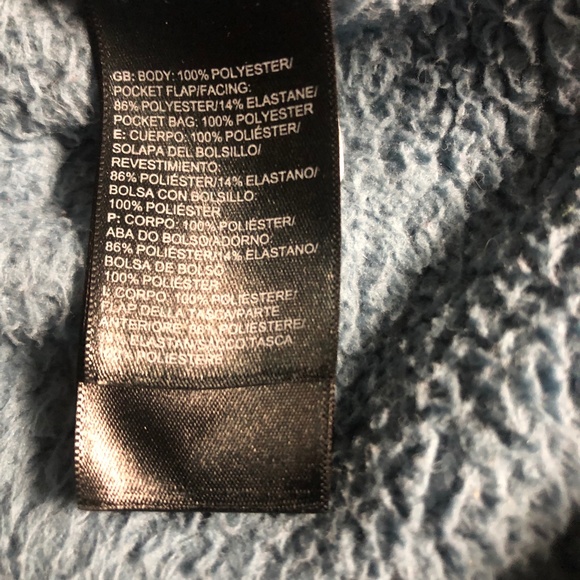 GB: BODY: 100% POLYESTER/
POCKET FLAP/FACING:
86% POLYESTER/14% ELASTANE/
POCKET BAG: 100% POLYESTER
E: CUERPO: 100% POLIÉSTER/
SOLAPA DEL BOLSILLO/
REVESTIMIENTO:
86% POLIÉSTER/14% ELASTANO/
BOLSA CON BOLSILLO:
100% POLIÉSTER
P: CORPO: 100% POLIÉSTER/
ABA DO BOLSO/ADORNO:
86% POLIÉSTER/14% ELASTANO/
BOLSA DE BOLSO:
100% POLIÉSTER
I: CORPO: 100% POLIESTERE/
DELLA TASCA/PARTE
ANTERIORE: 86% POLIESTERE/
ELASTAN/SACCO TASCA
POLIESTERE